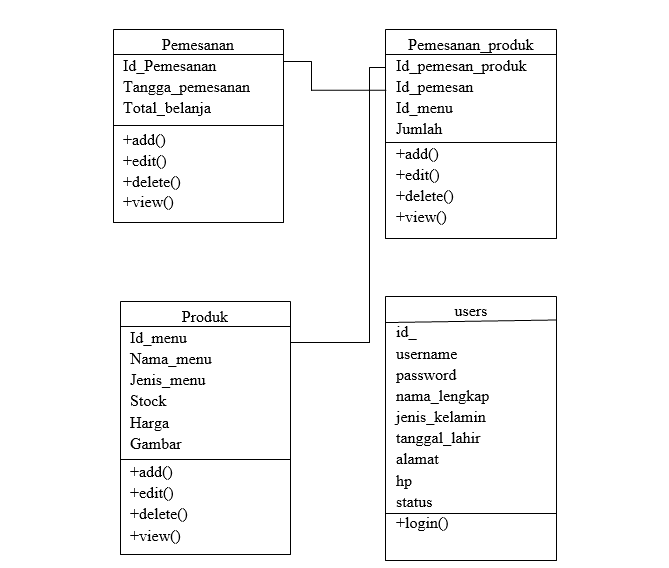 Pemesanan
Id_Pemesanan
Tangga_pemesanan
Total_belanja
+add()
+edit()
+delete()
+view()
Pemesanan_produk
Id_pemesan_produk
Id_pemesan
Id_menu
Jumlah
+add()
+edit()
+delete()
+view()
Produk
Id_menu
Nama_menu
Jenis_menu
Stock
Harga
Gambar
+add()
+edit()
+delete()
+view()
users
id_
username
password
nama_lengkap
jenis_kelamin
tanggal_lahir
alamat
hp
status
+login()